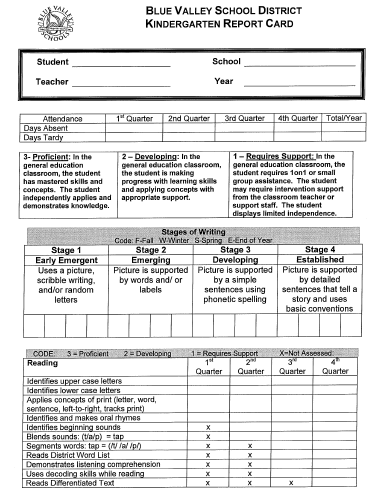 BLUE VALLEY SCHOOL DISTRICT
KINDERGARTEN REPORT CARD
BLUE VALLEY
SCHOOLS
Student School
Teacher Year
Attendance 1st Quarter 2nd Quarter 3rd Quarter 4th Quarter Total/Year
Days Absent
Days Tardy
3- Proficient: In the
general education
classroom, the student
has mastered skills and
concepts. The student
independently applies and
demonstrates knowledge.
2 – Developing: In the
general education classroom,
the student is making
progress with learning skills
and applying concepts with
appropriate support.
1 – Requires Support: In the
general education classroom, the
student requires 1on1 or small
group assistance. The student
may require intervention support
from the classroom teacher or
support staff. The student
displays limited independence.
Stages of Writing
Code: F-Fall W-Winter S-Spring E-End of Year
Stage 1 Stage 2 Stage 3 Stage 4
Early Emergent Emerging Developing Established
Uses a picture,
scribble writing,
and/or random
letters
Picture is supported
by words and/ or
labels
Picture is supported
by a simple
sentences using
phonetic spelling
Picture is supported
by detailed
sentences that tell a
story and uses
basic conventions
CODE: 3 = Proficient 2 = Developing 1 = Requires Support X=Not Assessed
Reading 1st Quarter 2nd Quarter 3rd Quarter 4th Quarter
Identifies upper case letters
Identifies lower case letters
Applies concepts of print (letter, word,
sentence, left-to-right, tracks print)
Identifies and makes oral rhymes
Identifies beginning sounds x
Blends sounds: (t/a/p) = tap x
Segments words: tap = (/t/ /a/ /p/) x x
Reads District Word List x x
Demonstrates listening comprehension x x
Uses decoding skills while reading x x
Reads Differentiated Text x x x